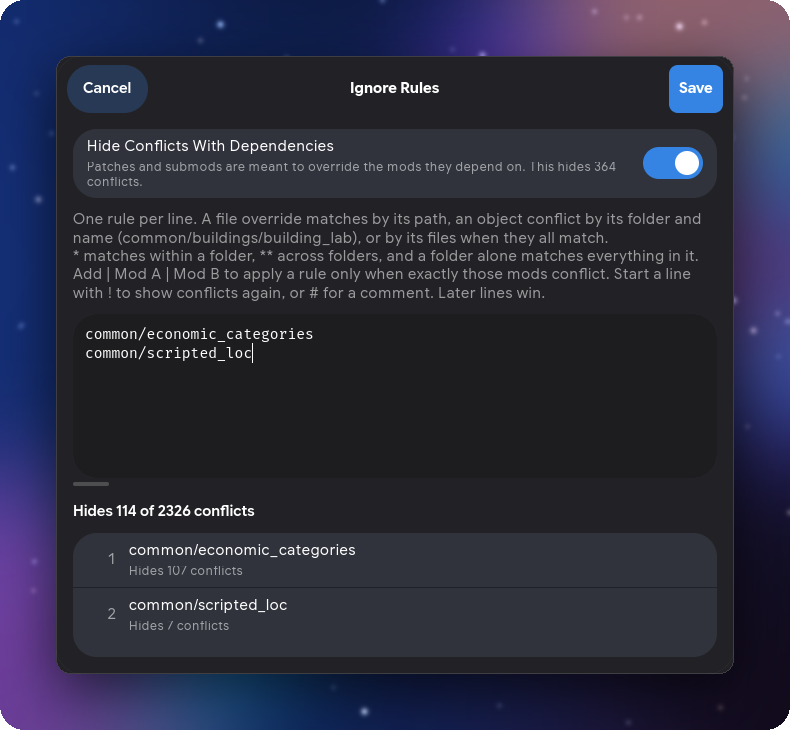 Cancel
Ignore Rules
Save
Hide Conflicts With Dependencies
Patches and submods are meant to override the mods they depend on. This hides 364
conflicts.
One rule per line. A file override matches by its path, an object conflict by its folder and
name (common/buildings/building_lab), or by its files when they all match.
* matches within a folder, ** across folders, and a folder alone matches everything in it.
Add | Mod A | Mod B to apply a rule only when exactly those mods conflict. Start a line
with ! to show conflicts again, or # for a comment. Later lines win.
common/economic_categories
common/scripted_loc
Hides 114 of 2326 conflicts
1
common/economic_categories
Hides 107 conflicts
2
common/scripted_loc
Hides 7 conflicts